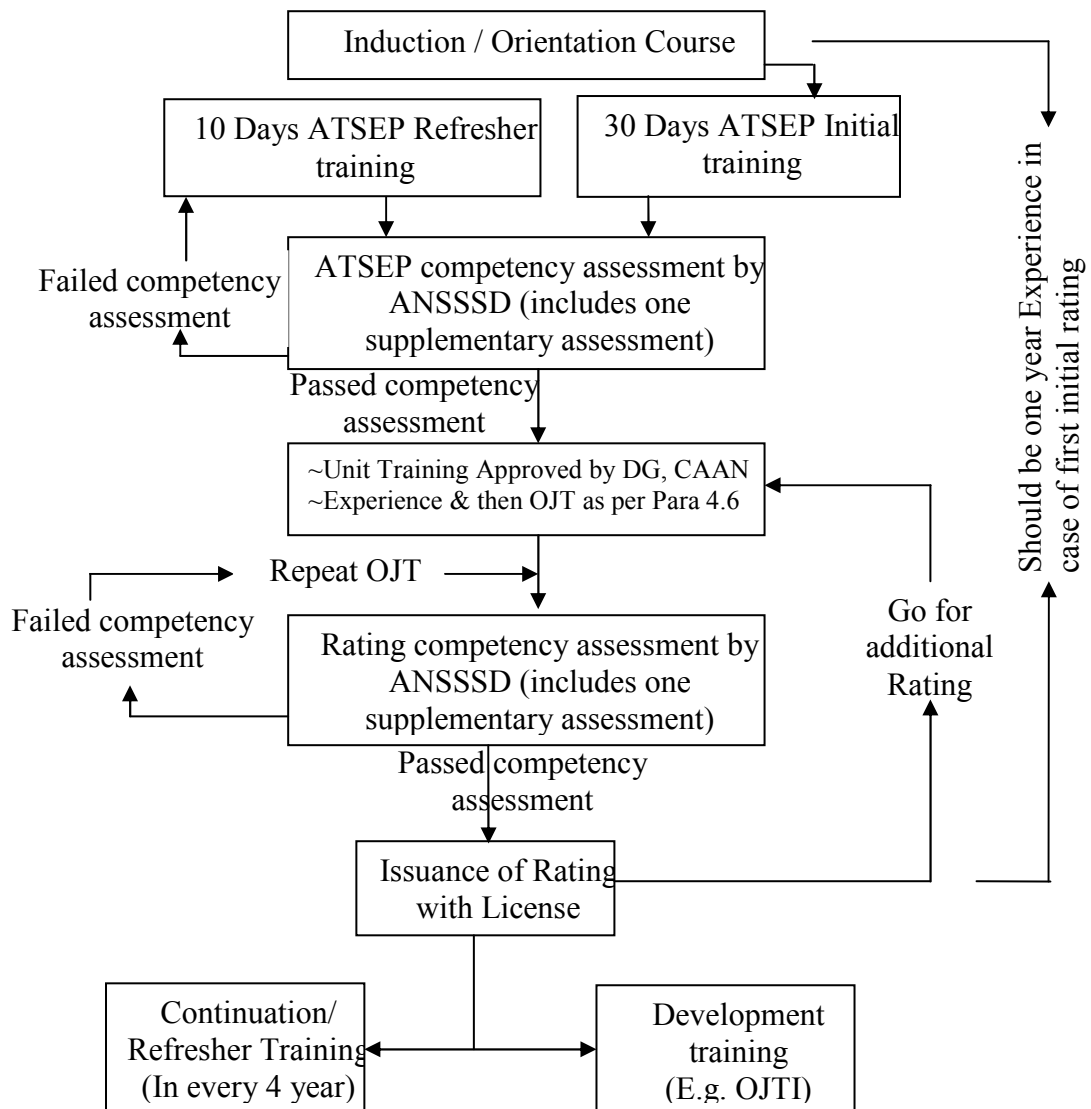 Induction / Orientation Course
10 Days ATSEP Refresher
training
30 Days ATSEP Initial
training
Should be one year Experience in
case of first initial rating
Failed competency
assessment
ATSEP competency assessment by
ANSSSD (includes one
supplementary assessment)
Passed competency
assessment
~Unit Training Approved by DG, CAAN
~Experience & then OJT as per Para 4.6
Repeat OJT
Failed competency
assessment
Rating competency assessment by
ANSSSD (includes one
supplementary assessment)
Go for
additional
Rating
Passed competency
assessment
Issuance of Rating
with License
Continuation/
Refresher Training
(In every 4 year)
Development
training
(E.g. OJTI)